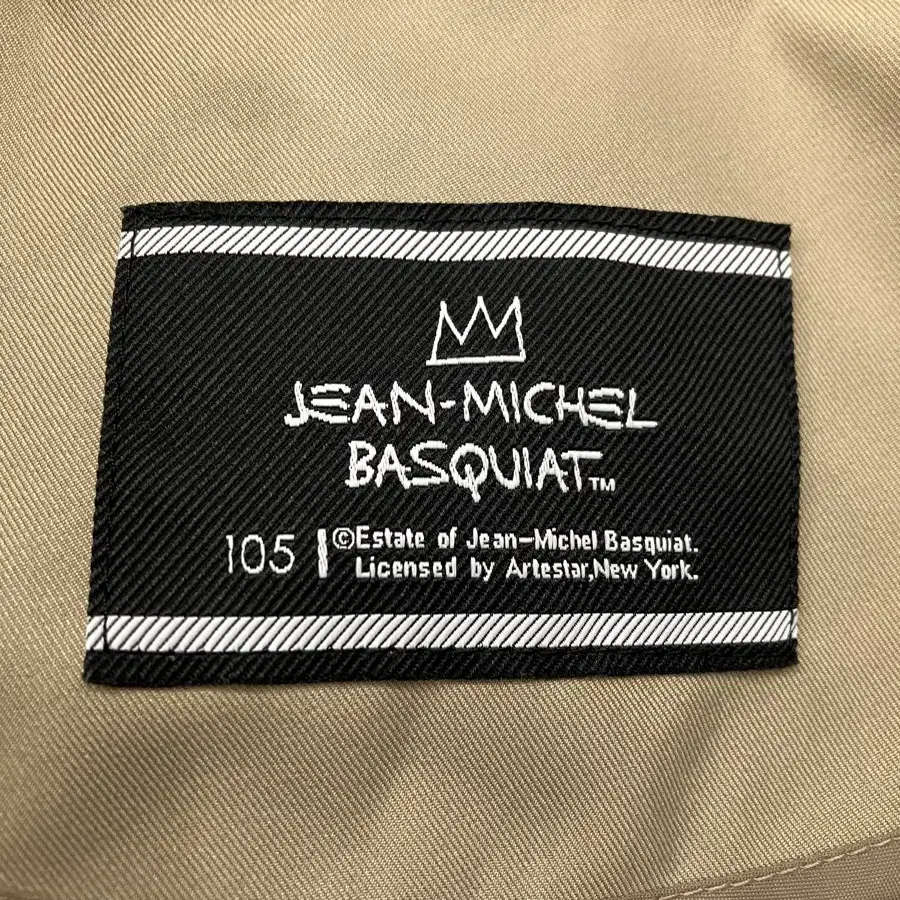 JEAN-MICHEL
BASQUIAT™
105 | ©Estate of Jean-Michel Basquiat.
Licensed by Artestar,New York.